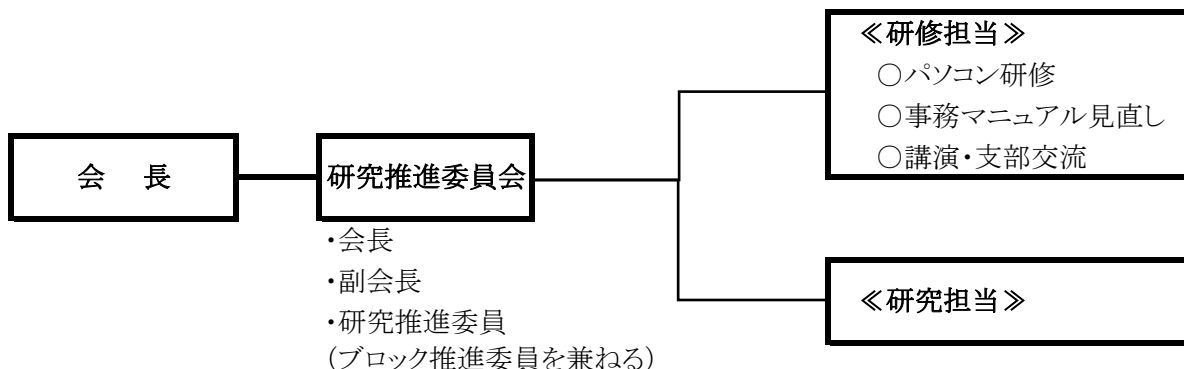 会　長
研究推進委員会
・会長
・副会長
・研究推進委員
(ブロック推進委員を兼ねる)
≪研修担当≫
○パソコン研修
○事務マニュアル見直し
○講演・支部交流
≪研究担当≫